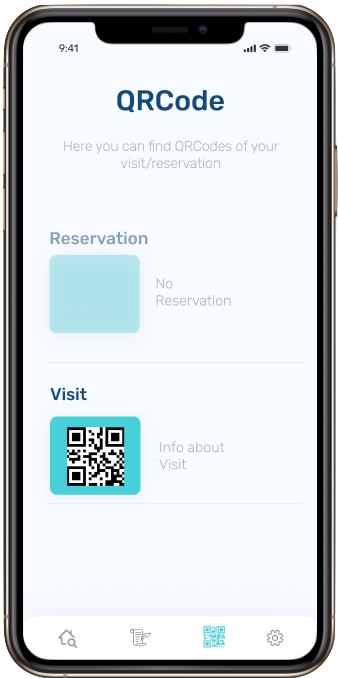 9:41
QRCode
Here you can find QRCodes of your
visit/reservation
Reservation
No
Reservation
Visit
Info about
Visit